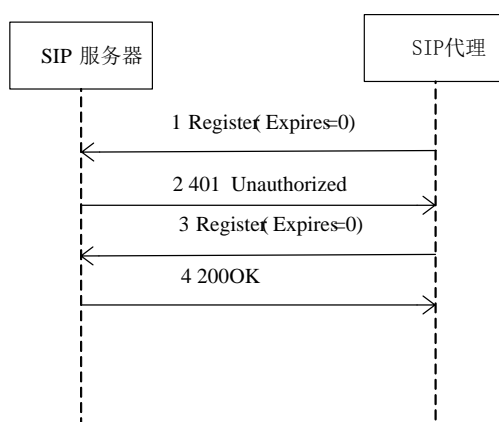 SIP 服务器
SIP代理
1 Register( Expires=0)
2 401 Unauthorized
3 Register( Expires=0)
4 200OK